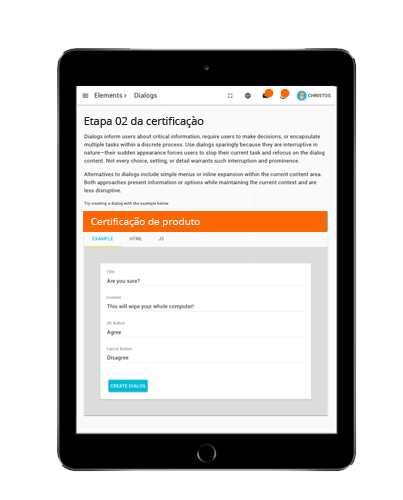 Elements › Dialogs CHRISTOS
Etapa 02 da certificação
Dialogs inform users about critical information, require users to make decisions, or encapsulate
multiple tasks within a discrete process. Use dialogs sparingly because they are interruptive in
nature—their sudden appearance forces users to stop their current task and refocus on the dialog
content. Not every choice, setting, or detail warrants such interruption and prominence.
Alternatives to dialogs include simple menus or inline expansion within the current content area.
Both approaches present information or options while maintaining the current context and are
less disruptive.
Try creating a dialog with the example below
Certificação de produto
EXAMPLE HTML JS
Title
Are you sure?
Content
This will wipe your whole computer!
OK Button
Agree
Cancel Button
Disagree
CREATE DIALOG